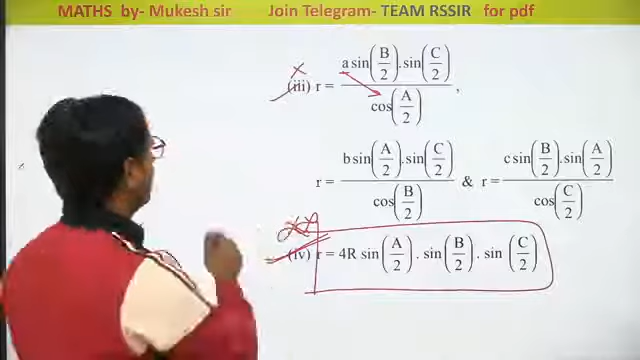 MATHS by- Mukesh sir Join Telegram- TEAM RSSIR for pdf
(iii) r = a sin(B/2).sin(C/2) / cos(A/2),
r = b sin(A/2).sin(C/2) / cos(B/2) & r = c sin(B/2).sin(A/2) / cos(C/2)
(iv) r = 4R sin(A/2) . sin(B/2) . sin(C/2)